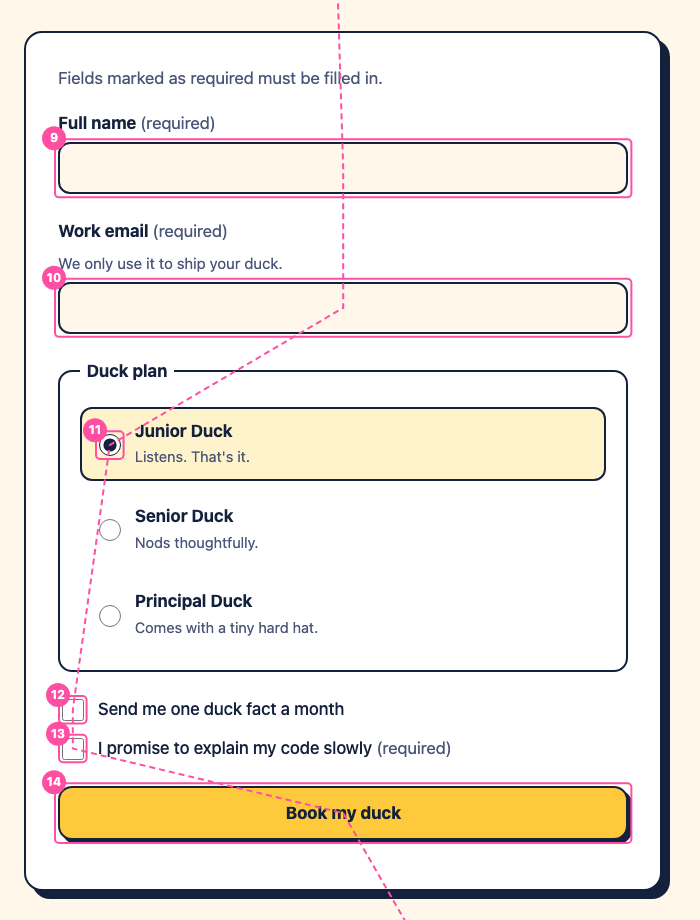 Fields marked as required must be filled in.
Full name (required)
9
Work email (required)
We only use it to ship your duck.
10
Duck plan
11
Junior Duck
Listens. That's it.
Senior Duck
Nods thoughtfully.
Principal Duck
Comes with a tiny hard hat.
12
Send me one duck fact a month
13
I promise to explain my code slowly (required)
14
Book my duck